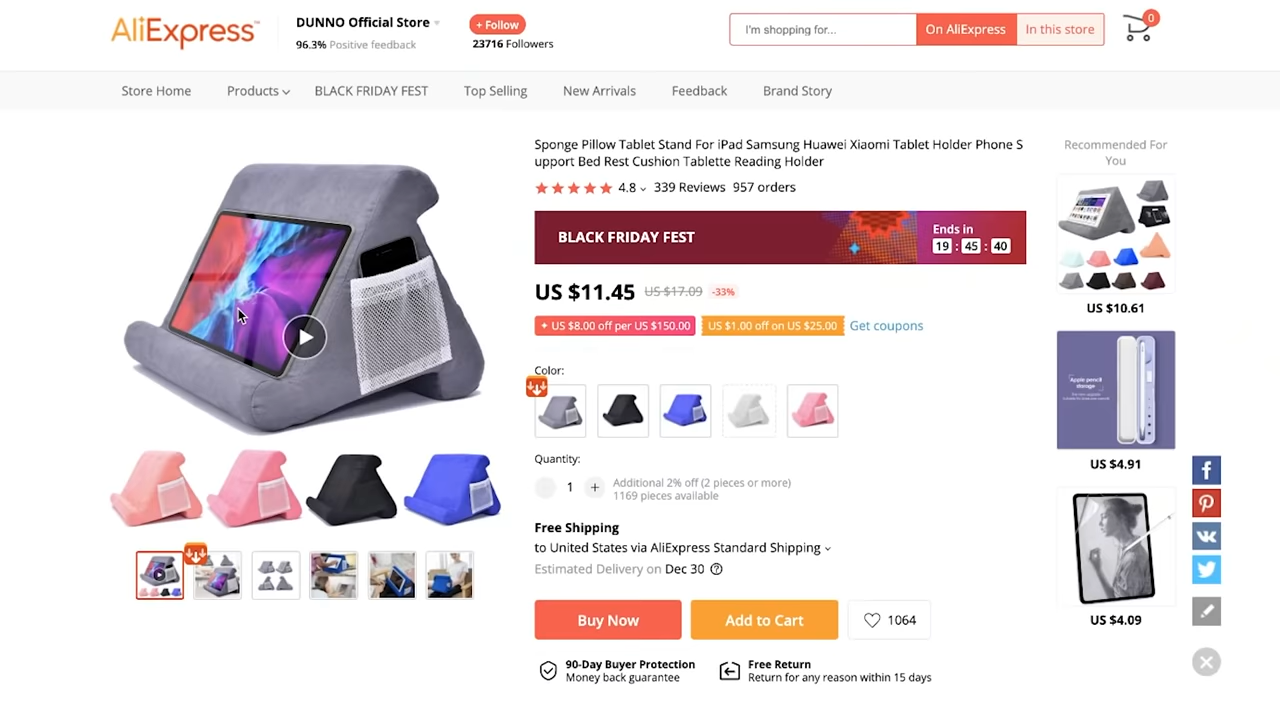 AliExpress™
DUNNO Official Store
96.3% Positive feedback
+ Follow
23716 Followers
I'm shopping for...
On AliExpress
In this store
0
Store Home
Products
BLACK FRIDAY FEST
Top Selling
New Arrivals
Feedback
Brand Story
Sponge Pillow Tablet Stand For iPad Samsung Huawei Xiaomi Tablet Holder Phone S
upport Bed Rest Cushion Tablette Reading Holder
4.8 339 Reviews 957 orders
BLACK FRIDAY FEST
Ends in
19 : 45 : 40
US $11.45 US $17.09 -33%
US $8.00 off per US $150.00
US $1.00 off on US $25.00
Get coupons
Color:
Quantity:
1 +
Additional 2% off (2 pieces or more)
1169 pieces available
Free Shipping
to United States via AliExpress Standard Shipping
Estimated Delivery on Dec 30
Buy Now
Add to Cart
1064
90-Day Buyer Protection
Money back guarantee
Free Return
Return for any reason within 15 days
Recommended For
You
US $10.61
Apple pencil
storage
US $4.91
US $4.09